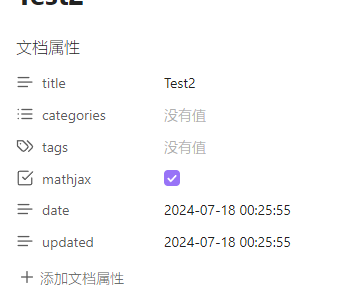 Test2
文档属性
title Test2
categories 没有值
tags 没有值
mathjax
date 2024-07-18 00:25:55
updated 2024-07-18 00:25:55
添加文档属性